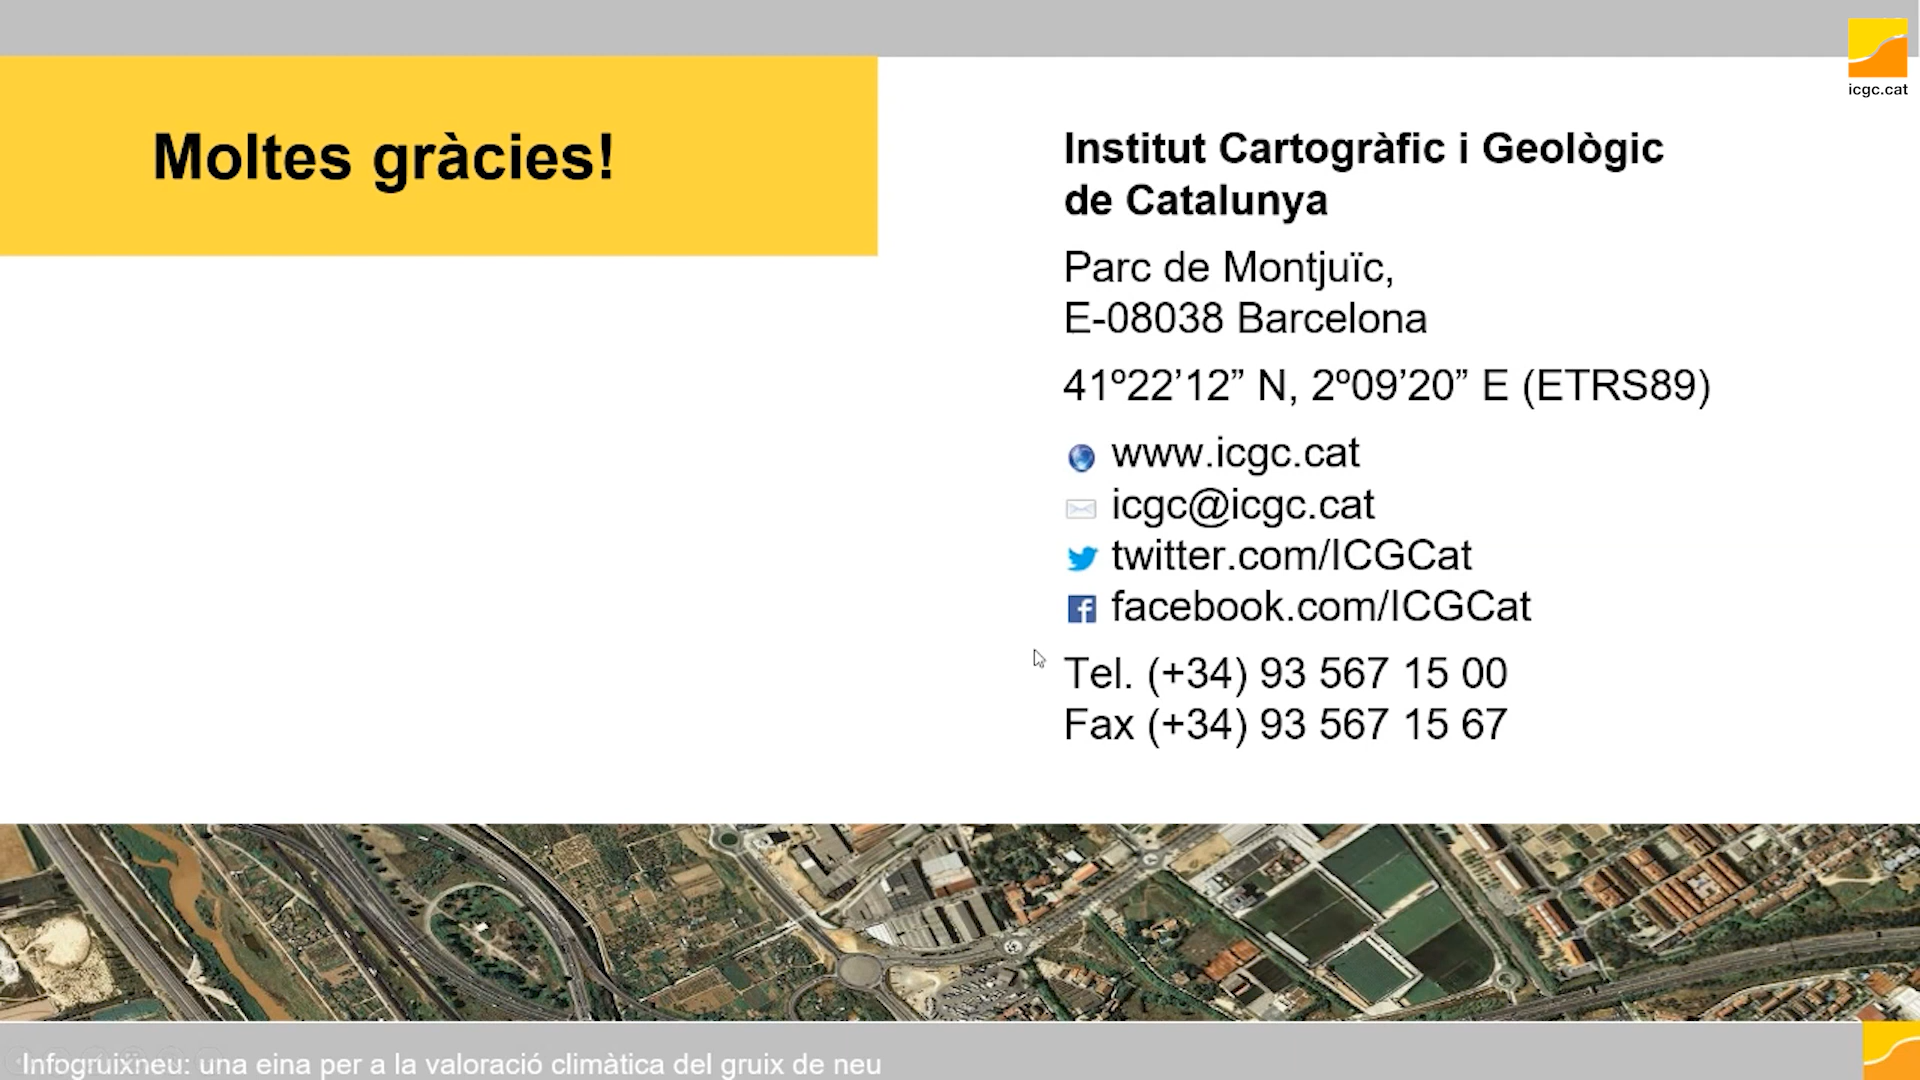 icgc.cat
Moltes gràcies!
Institut Cartogràfic i Geològic
de Catalunya
Parc de Montjuïc,
E-08038 Barcelona
41º22’12” N, 2º09’20” E (ETRS89)
www.icgc.cat
icgc@icgc.cat
twitter.com/ICGCat
facebook.com/ICGCat
Tel. (+34) 93 567 15 00
Fax (+34) 93 567 15 67
Infogruixneu: una eina per a la valoració climàtica del gruix de neu